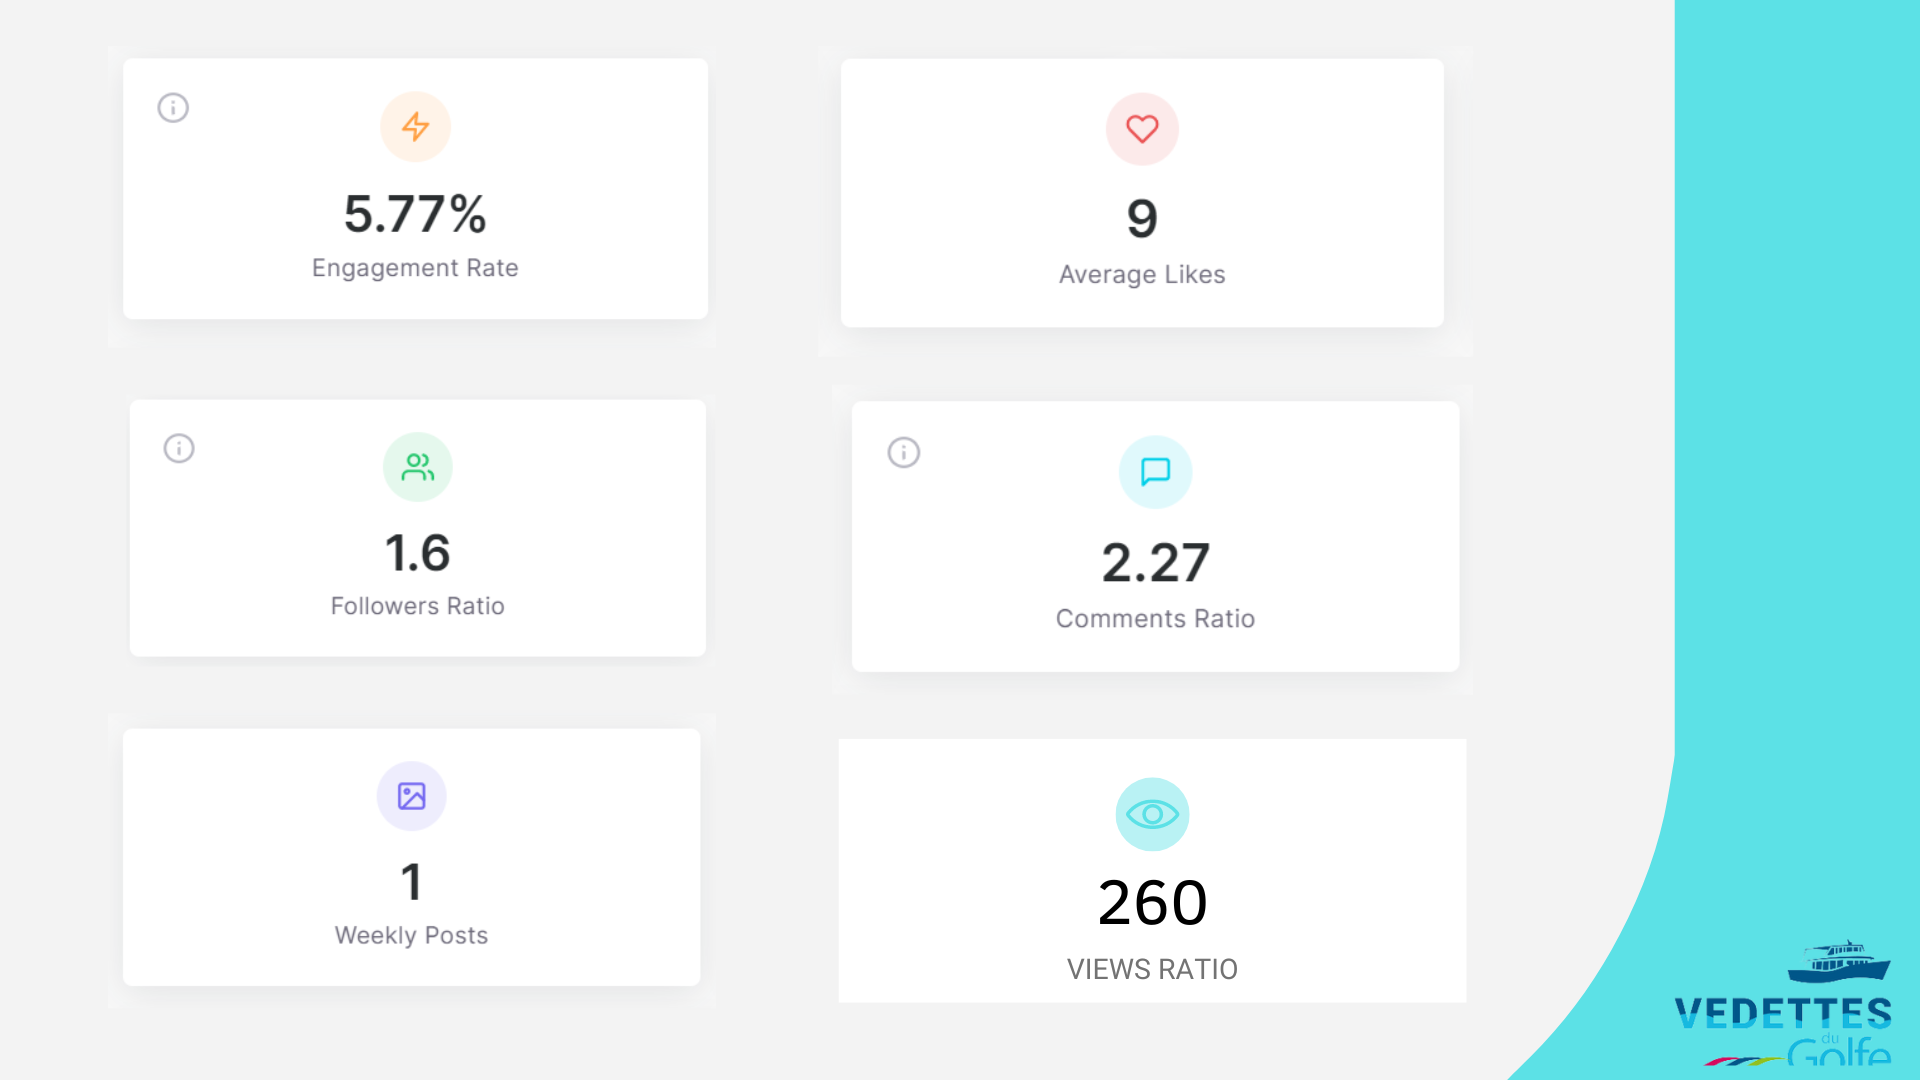 5.77%
Engagement Rate
9
Average Likes
1.6
Followers Ratio
2.27
Comments Ratio
1
Weekly Posts
260
VIEWS RATIO
VEDETTES
du
Golfe